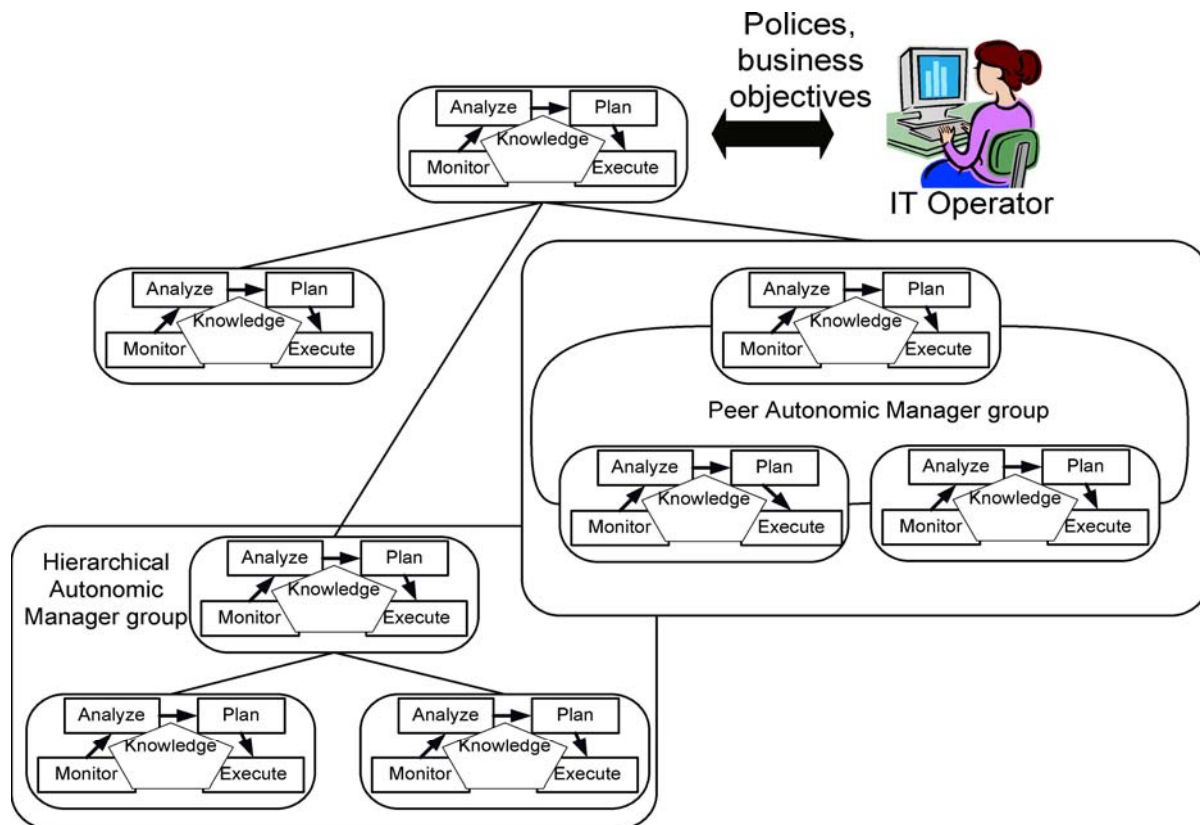 Polices,
business
objectives
IT Operator
Analyze
Plan
Knowledge
Monitor
Execute
Analyze
Plan
Knowledge
Monitor
Execute
Analyze
Plan
Knowledge
Monitor
Execute
Peer Autonomic Manager group
Analyze
Plan
Knowledge
Monitor
Execute
Analyze
Plan
Knowledge
Monitor
Execute
Hierarchical
Autonomic
Manager group
Analyze
Plan
Knowledge
Monitor
Execute
Analyze
Plan
Knowledge
Monitor
Execute
Analyze
Plan
Knowledge
Monitor
Execute